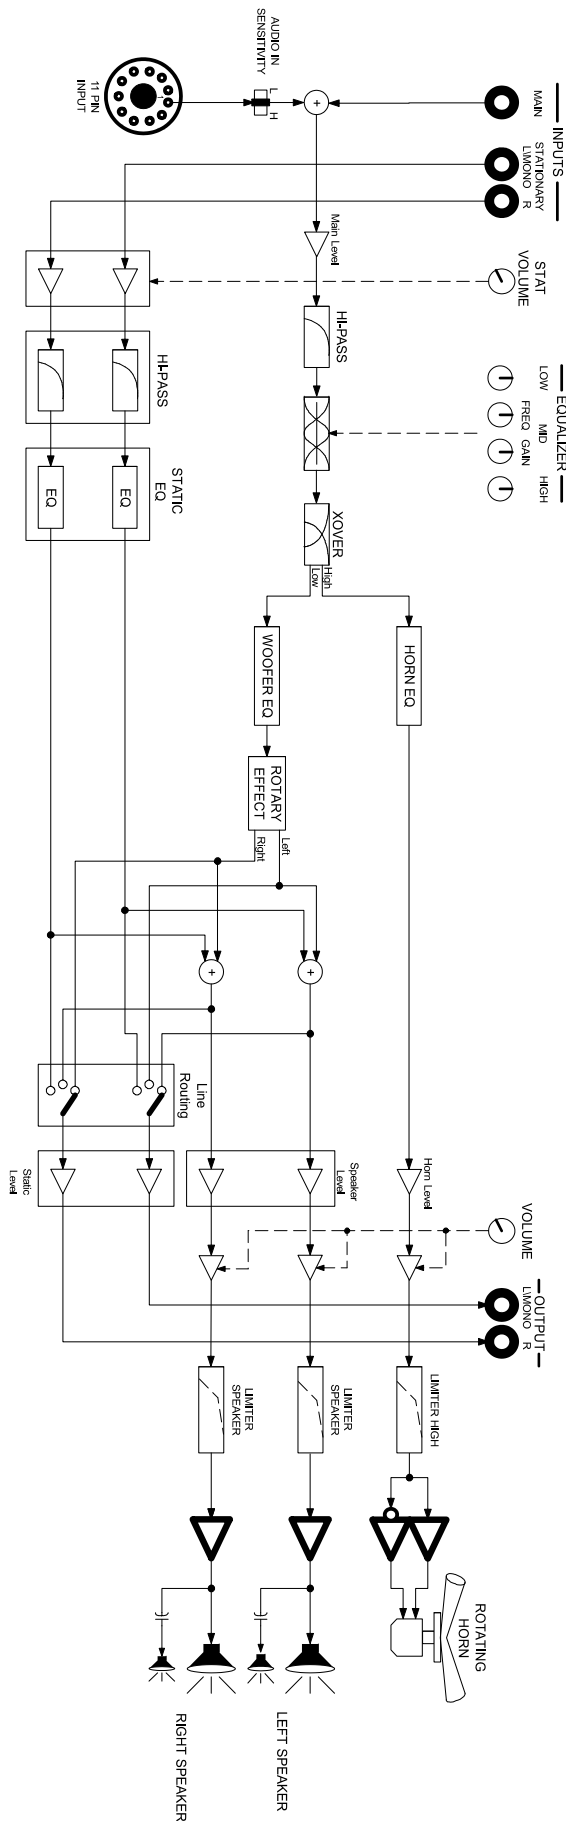 INPUTS
MAIN
STATIONARY
L\MONO R
AUDIO IN
SENSITIVITY
L H
11 PIN
INPUT
1
+
Main Level
STAT
VOLUME
HI-PASS
HI-PASS
EQUALIZER
LOW
MID
FREQ GAIN
HIGH
STATIC
EQ
EQ
EQ
XOVER
High
Low
HORN EQ
WOOFER EQ
ROTARY
EFFECT
Left
Right
+
+
Line
Routing
Horn Level
Speaker
Level
Static
Level
VOLUME
OUTPUT
L\MONO R
LIMITER HIGH
LIMITER
SPEAKER
LIMITER
SPEAKER
ROTATING
HORN
LEFT SPEAKER
RIGHT SPEAKER